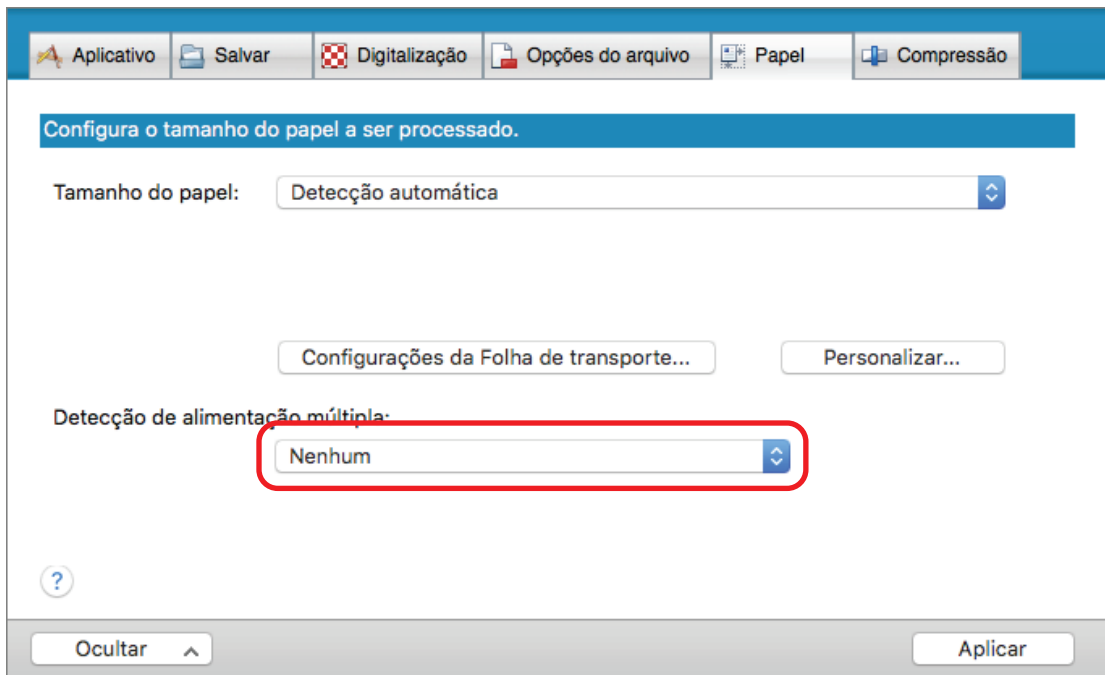 Aplicativo Salvar Digitalização Opções do arquivo Papel Compressão
Configura o tamanho do papel a ser processado.
Tamanho do papel: Detecção automática
Configurações da Folha de transporte... Personalizar...
Detecção de alimentação múltipla:
Nenhum
?
Ocultar Aplicar